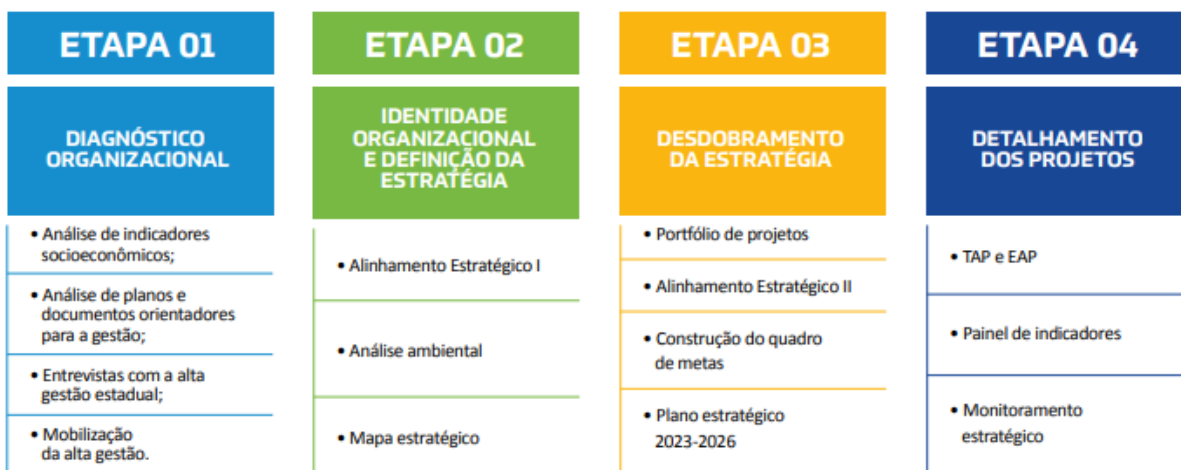 ETAPA 01
DIAGNÓSTICO
ORGANIZACIONAL
• Análise de indicadores
socioeconômicos;
• Análise de planos e
documentos orientadores
para a gestão;
• Entrevistas com a alta
gestão estadual;
• Mobilização
da alta gestão.
ETAPA 02
IDENTIDADE
ORGANIZACIONAL
E DEFINIÇÃO DA
ESTRATÉGIA
• Alinhamento Estratégico I
• Análise ambiental
• Mapa estratégico
ETAPA 03
DESDOBRAMENTO
DA ESTRATÉGIA
• Portfólio de projetos
• Alinhamento Estratégico II
• Construção do quadro
de metas
• Plano estratégico
2023-2026
ETAPA 04
DETALHAMENTO
DOS PROJETOS
• TAP e EAP
• Painel de indicadores
• Monitoramento
estratégico